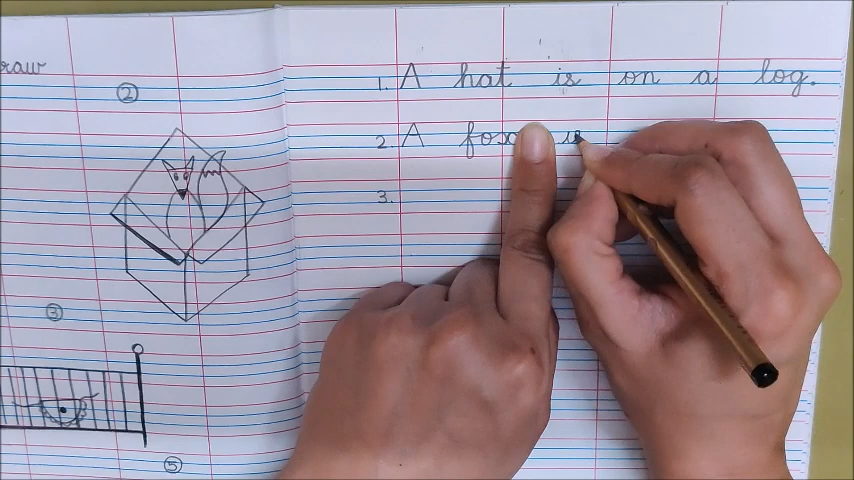 raw
②
③
⑤
1. A hat is on a log.
2. A fox is
3.